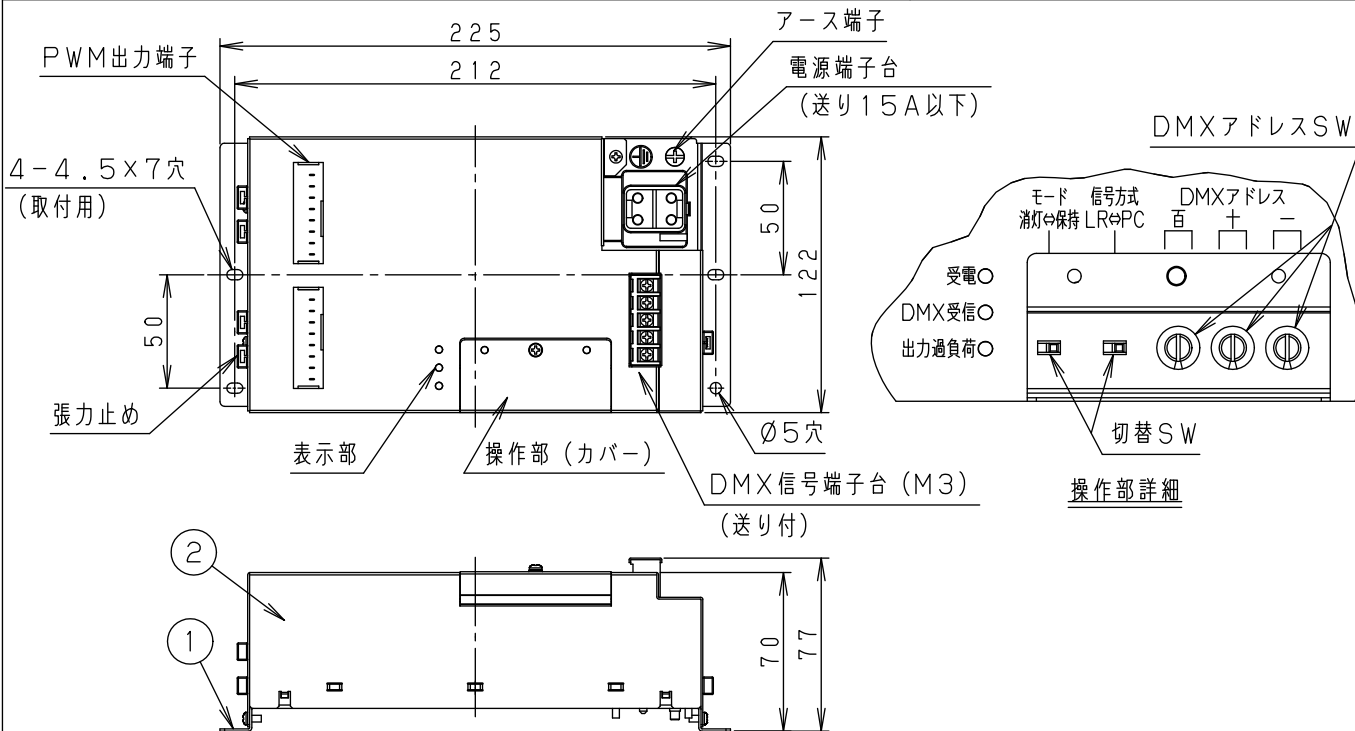 225
212
PWM出力端子
アース端子
電源端子台
(送り15A以下)
4-4.5×7穴
(取付用)
50
50
122
張力止め
表示部
操作部(カバー)
Ø5穴
DMX信号端子台(M3)
(送り付)
DMXアドレスSW
モード
消灯⇔保持
信号方式
LR⇔PC
DMXアドレス
百
十
一
受電
DMX受信
出力過負荷
切替SW
操作部詳細
②
①
70
77